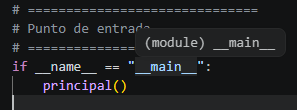 # ==============================
# Punto de entrada
(module) __main__
# ==============================
if __name__ == "__main__":
    principal()